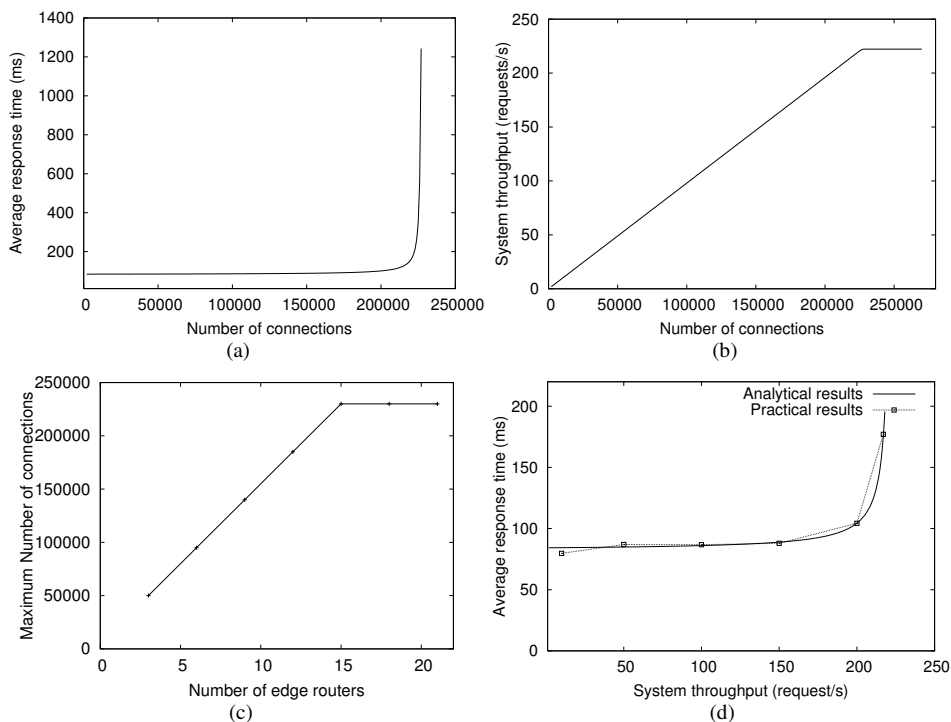 1400
1200
1000
800
600
400
200
Average response time (ms)
0 50000 100000 150000 200000 250000
Number of connections
(a)
250
200
150
100
50
0
System throughput (requests/s)
0 50000 100000 150000 200000 250000
Number of connections
(b)
250000
200000
150000
100000
50000
0
Maximum Number of connections
0 5 10 15 20
Number of edge routers
(c)
200
150
100
50
0
Average response time (ms)
Analytical results
Practical results
50 100 150 200 250
System throughput (request/s)
(d)